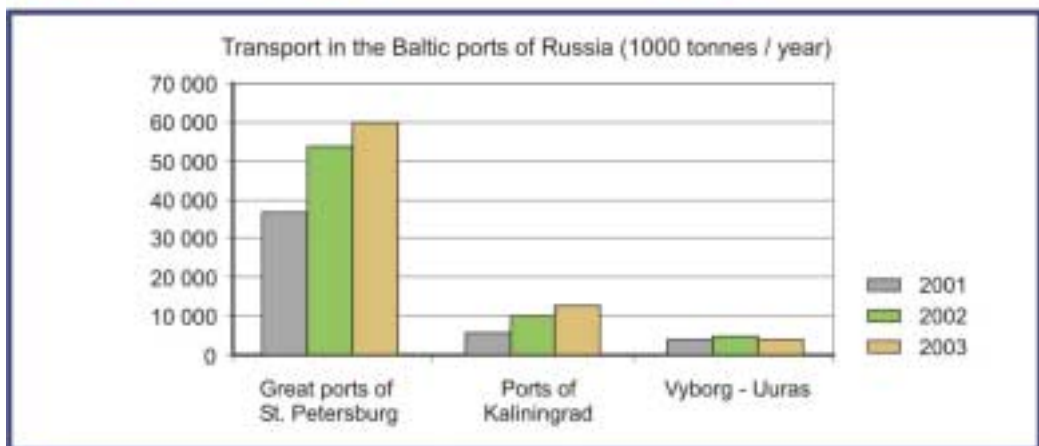 Transport in the Baltic ports of Russia (1000 tonnes / year)
70 000
60 000
50 000
40 000
30 000
20 000
10 000
0
Great ports of
St. Petersburg
Ports of
Kaliningrad
Vyborg - Uuras
2001
2002
2003